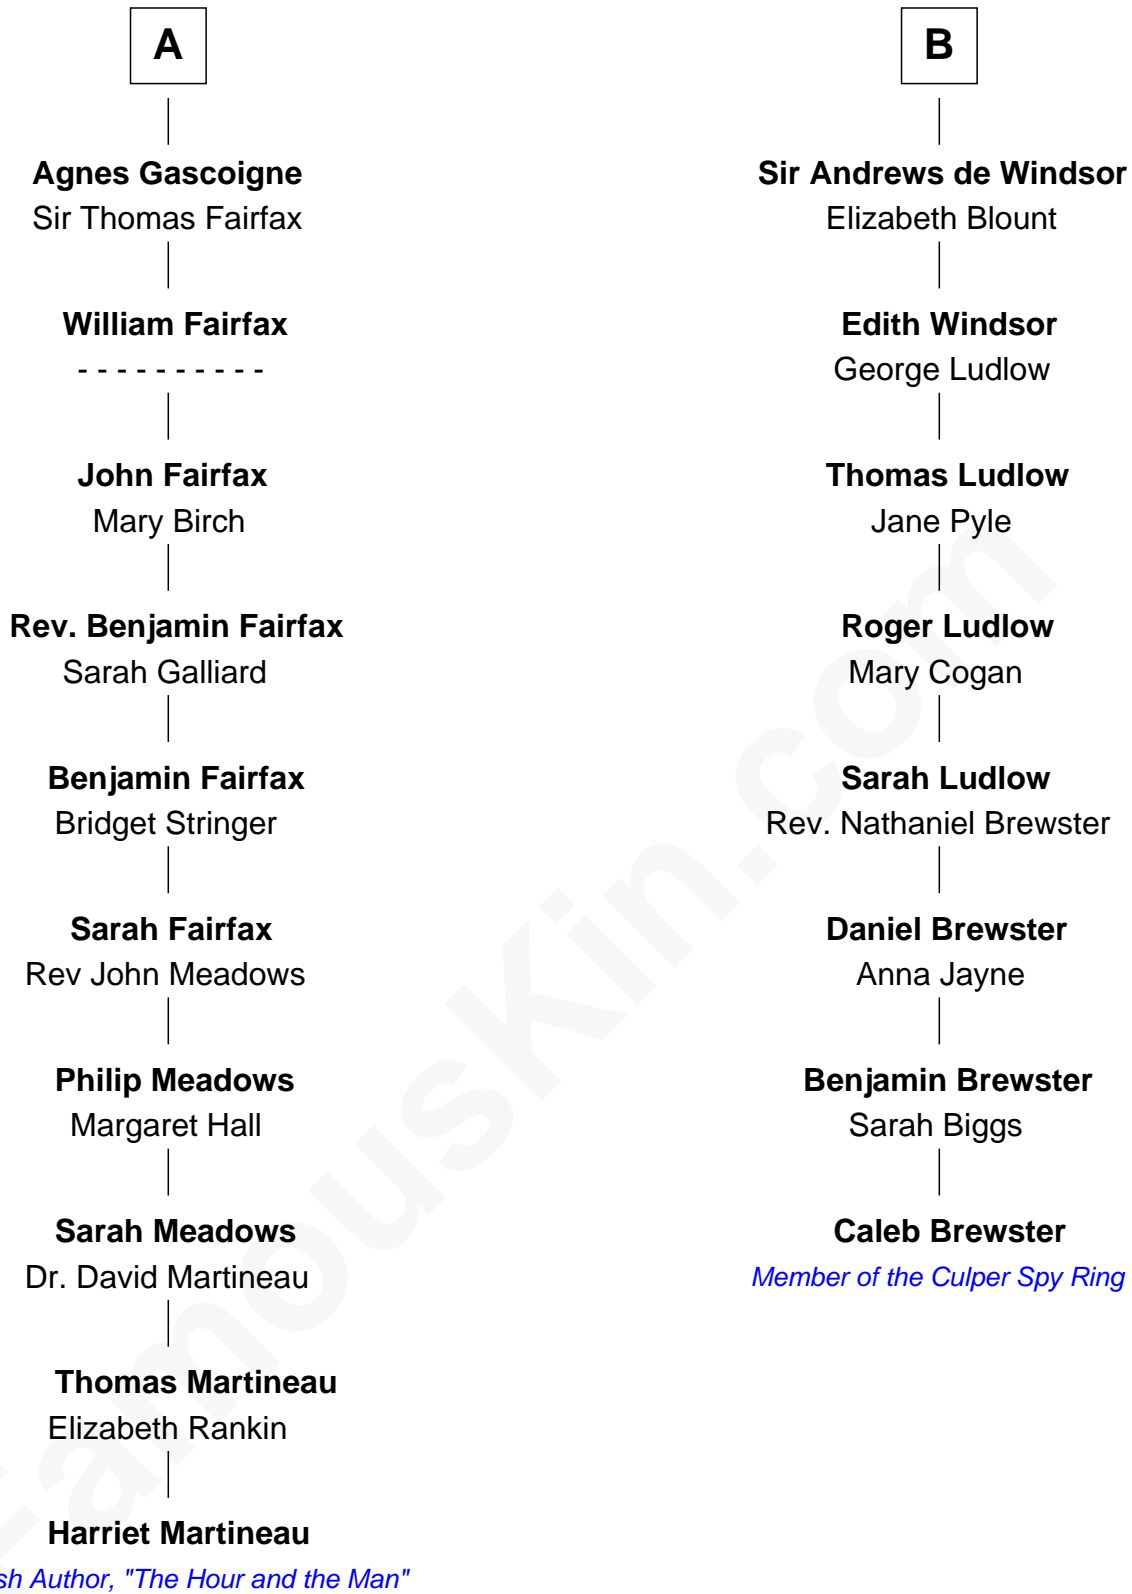 A
Agnes Gascoigne
Sir Thomas Fairfax
William Fairfax
- - - - - - - - - -
John Fairfax
Mary Birch
Rev. Benjamin Fairfax
Sarah Galliard
Benjamin Fairfax
Bridget Stringer
Sarah Fairfax
Rev John Meadows
Philip Meadows
Margaret Hall
Sarah Meadows
Dr. David Martineau
Thomas Martineau
Elizabeth Rankin
Harriet Martineau
sh Author, "The Hour and the Man"
B
Sir Andrews de Windsor
Elizabeth Blount
Edith Windsor
George Ludlow
Thomas Ludlow
Jane Pyle
Roger Ludlow
Mary Cogan
Sarah Ludlow
Rev. Nathaniel Brewster
Daniel Brewster
Anna Jayne
Benjamin Brewster
Sarah Biggs
Caleb Brewster
Member of the Culper Spy Ring
FamousKin.com